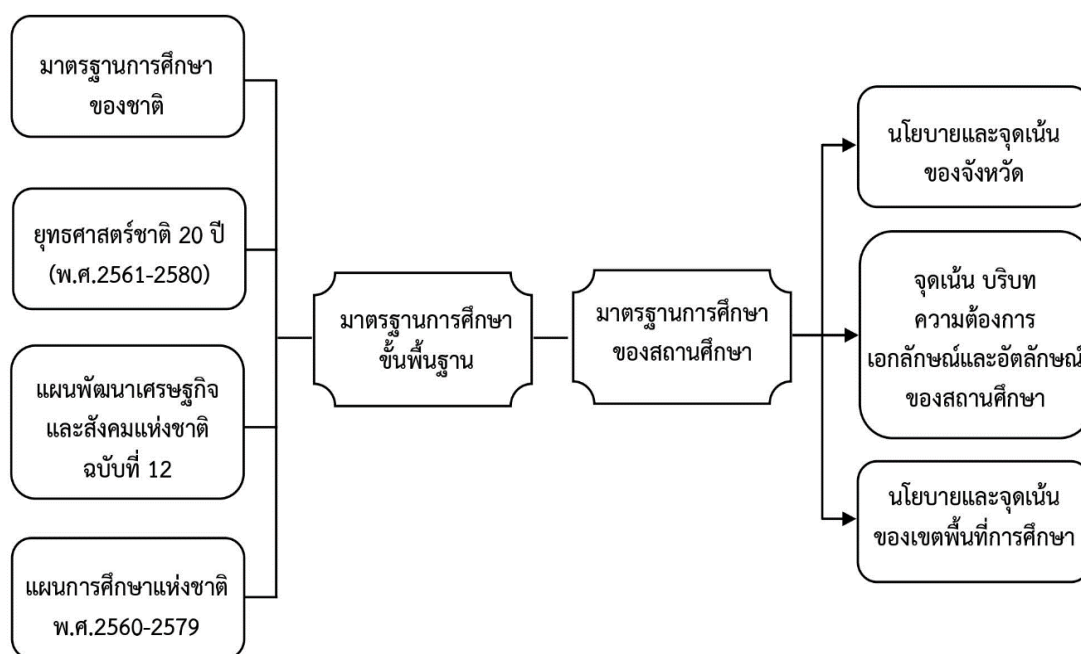 มาตรฐานการศึกษา
ของชาติ
ยุทธศาสตร์ชาติ 20 ปี
(พ.ศ.2561-2580)
แผนพัฒนาเศรษฐกิจ
และสังคมแห่งชาติ
ฉบับที่ 12
แผนการศึกษาแห่งชาติ
พ.ศ.2560-2579
มาตรฐานการศึกษา
ขั้นพื้นฐาน
มาตรฐานการศึกษา
ของสถานศึกษา
นโยบายและจุดเน้น
ของจังหวัด
จุดเน้น บริบท
ความต้องการ
เอกลักษณ์และอัตลักษณ์
ของสถานศึกษา
นโยบายและจุดเน้น
ของเขตพื้นที่การศึกษา